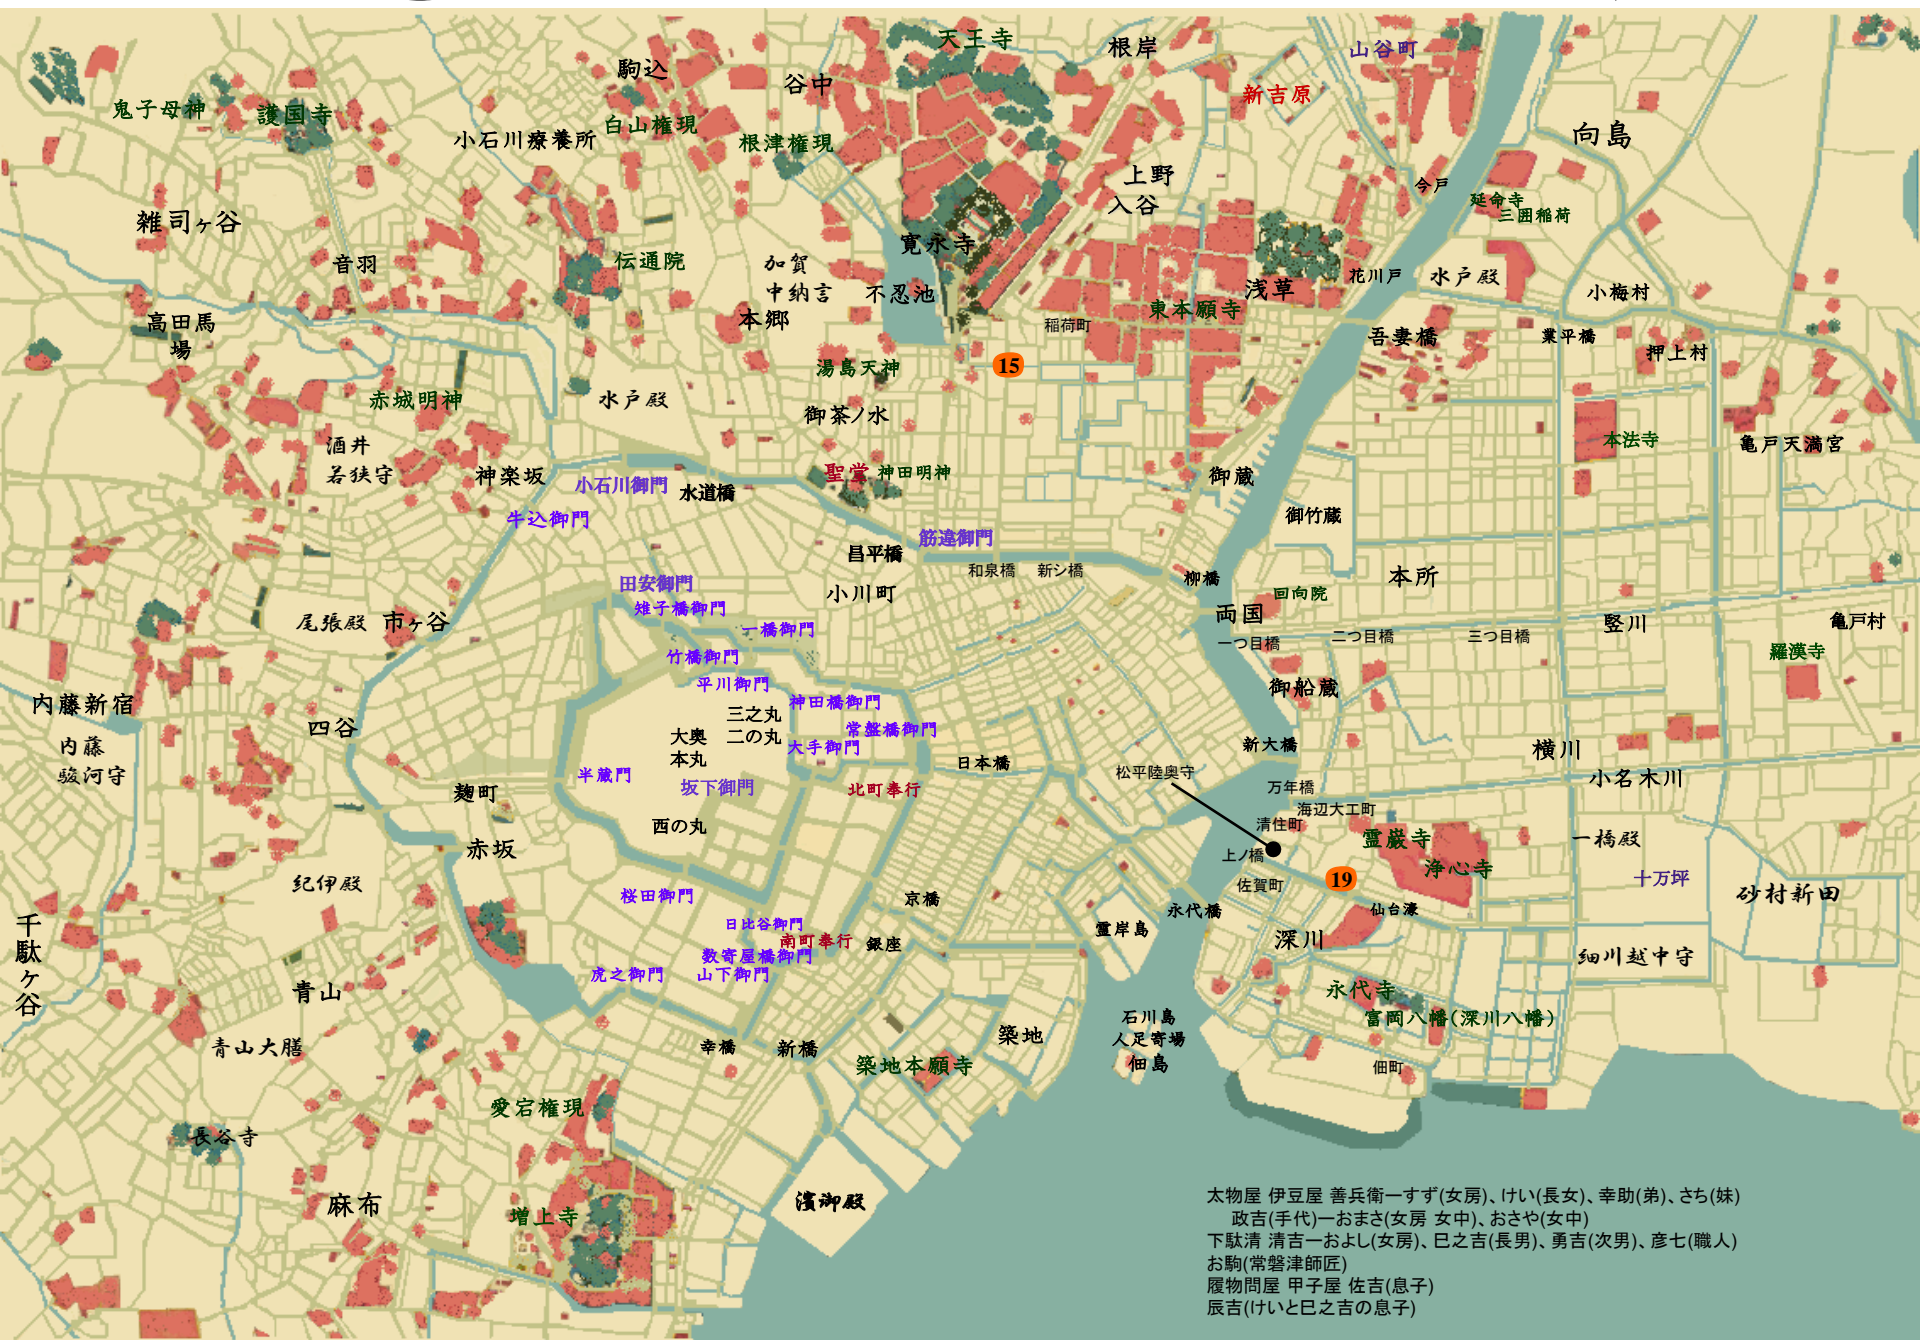 天王寺
根岸
山谷町
駒込
谷中
新吉原
鬼子母神
護国寺
白山権現
小石川療養所
根津権現
向島
上野
入谷
今戸
延命寺
三囲稲荷
雑司ヶ谷
寛永寺
音羽
伝通院
加賀
中納言
不忍池
浅草
花川戸
水戸殿
小梅村
本郷
東本願寺
稲荷町
高田馬
場
吾妻橋
業平橋
押上村
15
湯島天神
赤城明神
水戸殿
御茶ノ水
酒井
若狭守
本法寺
亀戸天満宮
神楽坂
聖堂
神田明神
御蔵
小石川御門
水道橋
牛込御門
御竹蔵
筋違御門
昌平橋
和泉橋
新シ橋
柳橋
本所
田安御門
小川町
回向院
雉子橋御門
両国
尾張殿
市ヶ谷
一橋御門
竪川
亀戸村
一つ目橋
二つ目橋
三つ目橋
竹橋御門
羅漢寺
平川御門
御船蔵
内藤新宿
神田橋御門
三之丸
四谷
常盤橋御門
大奥
二の丸
大手御門
新大橋
内藤
本丸
横川
駿河守
半蔵門
日本橋
松平陸奥守
小名木川
坂下御門
北町奉行
万年橋
麹町
海辺大工町
西の丸
清住町
霊巌寺
一橋殿
赤坂
上ノ橋
浄心寺
紀伊殿
佐賀町
19
十万坪
桜田御門
京橋
砂村新田
永代橋
仙台濠
千駄ヶ谷
日比谷御門
霊岸島
南町奉行
銀座
深川
数寄屋橋御門
細川越中守
虎之御門
山下御門
青山
永代寺
石川島
富岡八幡(深川八幡)
人足寄場
築地
青山大膳
幸橋
新橋
佃島
築地本願寺
佃町
愛宕権現
長谷寺
麻布
濱御殿
増上寺
太物屋 伊豆屋 善兵衛ーすず(女房)、けい(長女)、幸助(弟)、さち(妹)
政吉(手代)ーおまさ(女房 女中)、おさや(女中)
下駄清 清吉ーおよし(女房)、巳之吉(長男)、勇吉(次男)、彦七(職人)
お駒(常磐津師匠)
履物問屋 甲子屋 佐吉(息子)
辰吉(けいと巳之吉の息子)